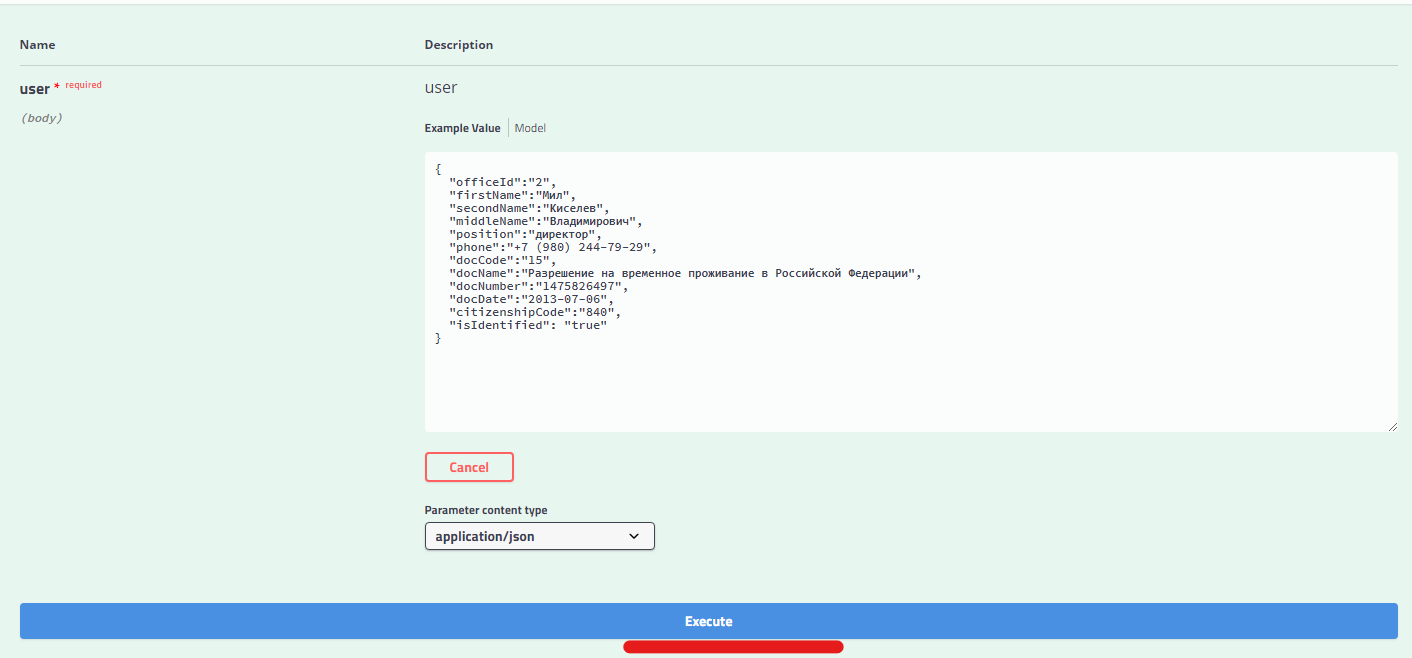 Name Description
user * required user
(body)
Example Value Model
{
"officeId":"2",
"firstName":"Мил",
"secondName":"Киселев",
"middleName":"Владимирович",
"position":"директор",
"phone":"+7 (980) 244-79-29",
"docCode":"15",
"docName":"Разрешение на временное проживание в Российской Федерации",
"docNumber":"1475826497",
"docDate":"2013-07-06",
"citizenshipCode":"840",
"isIdentified": "true"
}
Cancel
Parameter content type
application/json
Execute